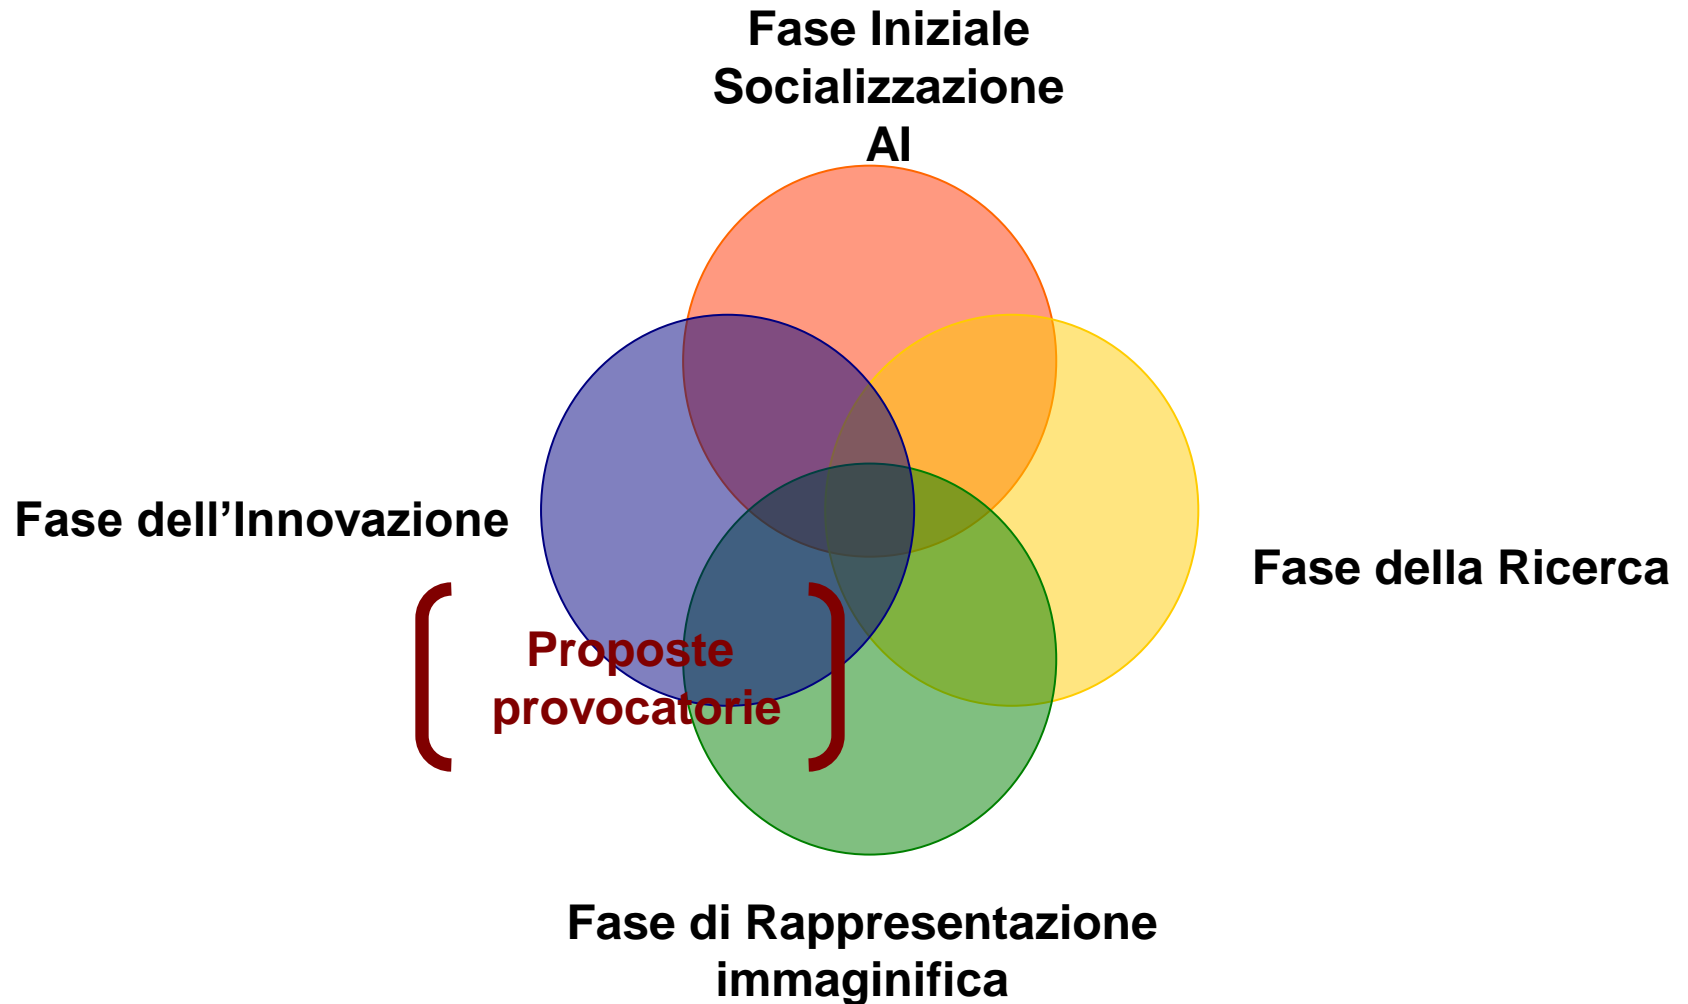 Fase Iniziale
Socializzazione
AI
Fase dell’Innovazione
Fase della Ricerca
Proposte
provocatorie
Fase di Rappresentazione
immaginifica